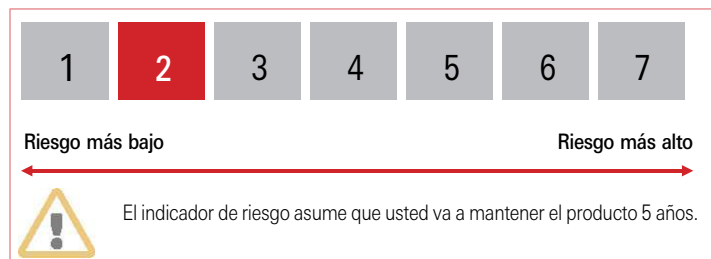 1 2 3 4 5 6 7
Riesgo más bajo Riesgo más alto
El indicador de riesgo asume que usted va a mantener el producto 5 años.